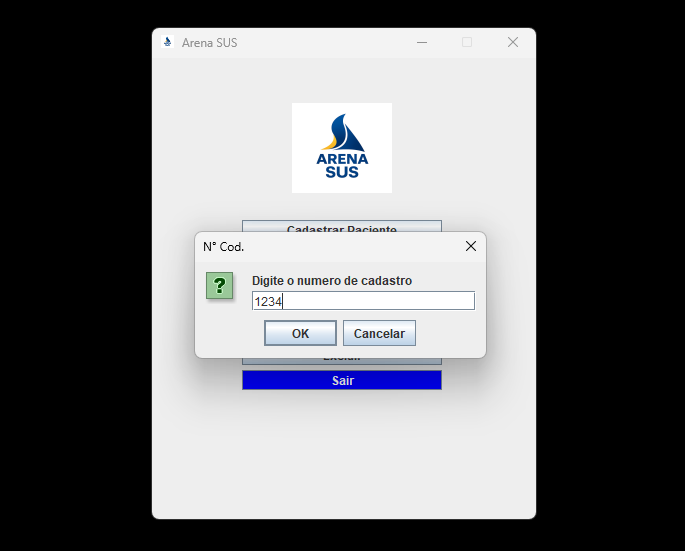 Arena SUS
ARENA
SUS
Cadastrar Paciente
N° Cod.
?
Digite o numero de cadastro
1234
OK
Cancelar
Excluir
Sair